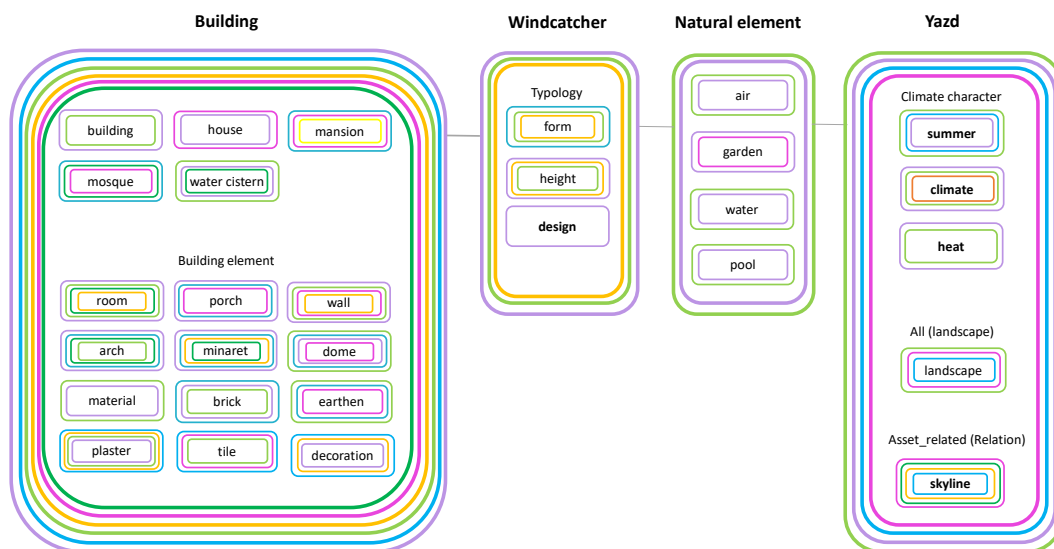 Building
Windcatcher
Natural element
Yazd
building
house
mansion
mosque
water cistern
Building element
room
porch
wall
arch
minaret
dome
material
brick
earthen
plaster
tile
decoration
Typology
form
height
design
air
garden
water
pool
Climate character
summer
climate
heat
All (landscape)
landscape
Asset_related (Relation)
skyline